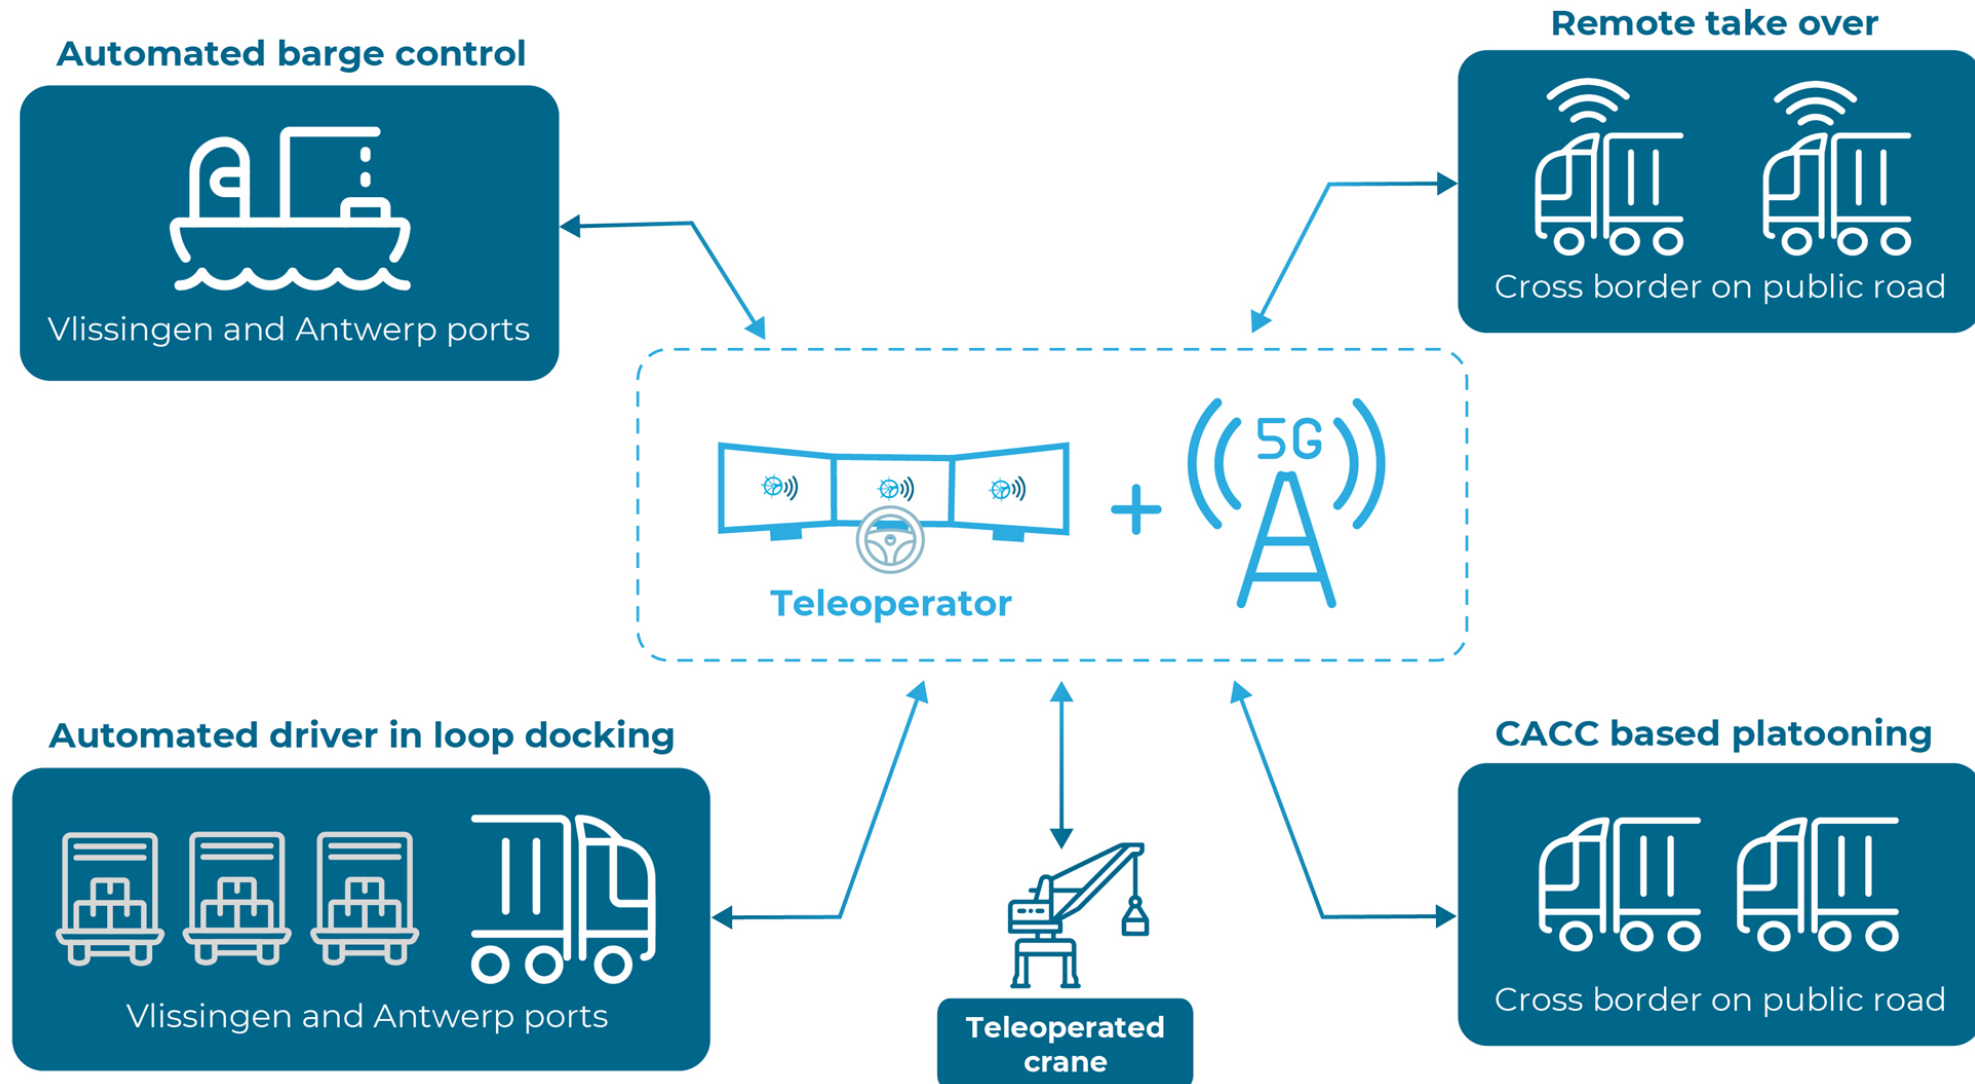 Automated barge control
Vlissingen and Antwerp ports
Remote take over
Cross border on public road
5G
Teleoperator
Automated driver in loop docking
Vlissingen and Antwerp ports
Teleoperated
crane
CACC based platooning
Cross border on public road